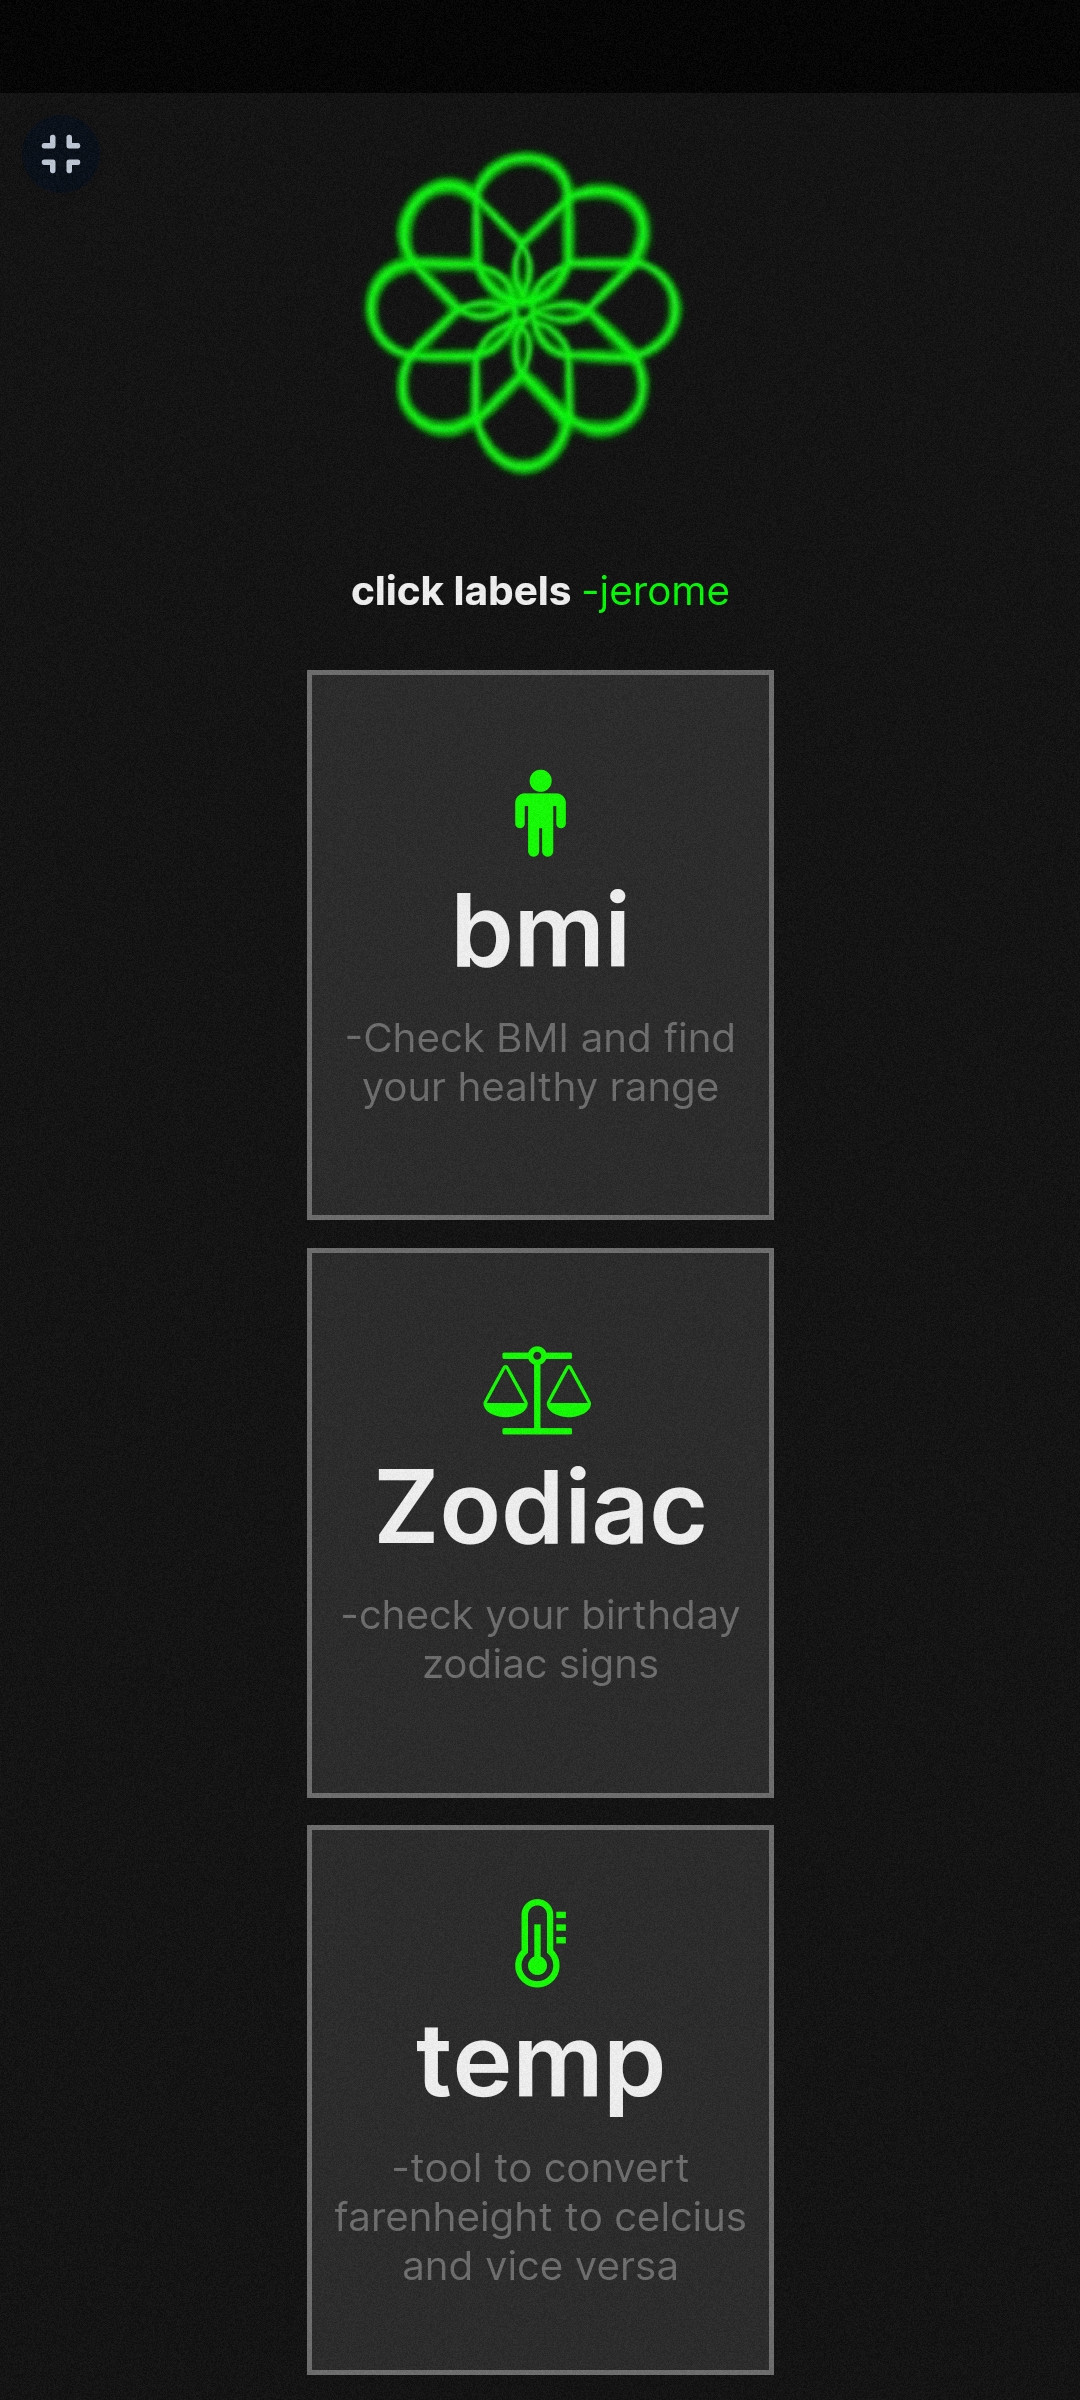 click labels -jerome
bmi
-Check BMI and find
your healthy range
Zodiac
-check your birthday
zodiac signs
temp
-tool to convert
farenheight to celcius
and vice versa